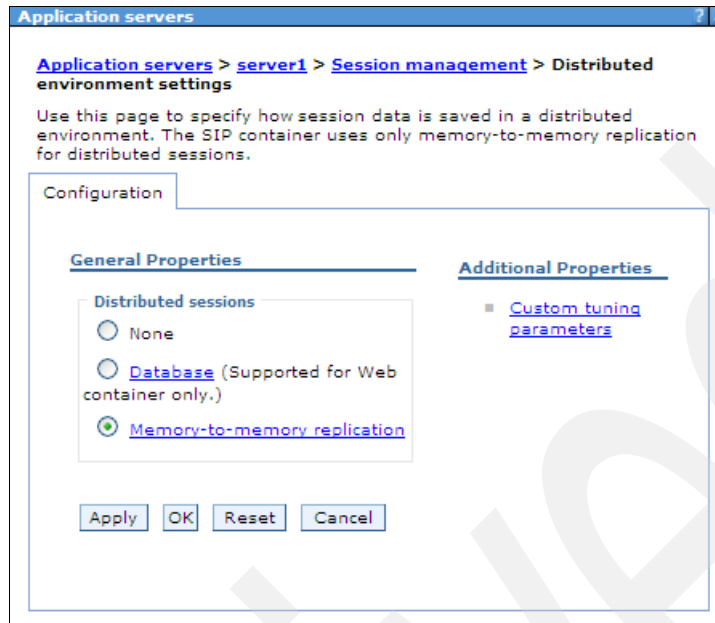 Application servers ?
Application servers > server1 > Session management > Distributed
environment settings
Use this page to specify how session data is saved in a distributed
environment. The SIP container uses only memory-to-memory replication
for distributed sessions.
Configuration
General Properties
Distributed sessions
None
Database (Supported for Web
container only.)
Memory-to-memory replication
Apply OK Reset Cancel
Additional Properties
Custom tuning
parameters